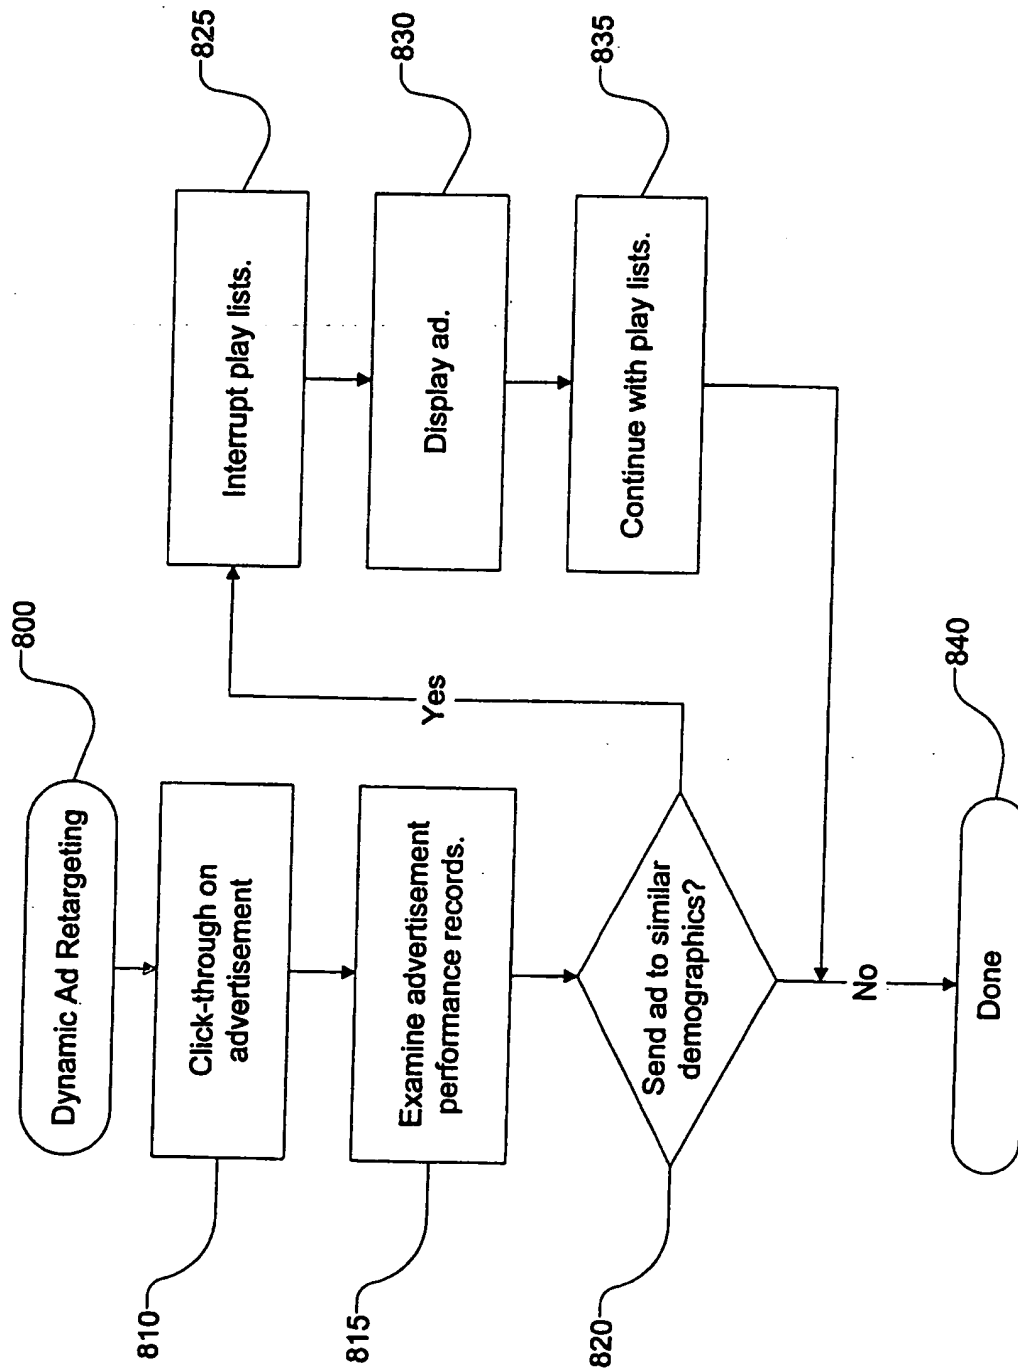 Dynamic Ad Retargeting
800
810
Click-through on
advertisement
815
Examine advertisement
performance records.
820
Send ad to similar
demographics?
Yes
No
825
Interrupt play lists.
830
Display ad.
835
Continue with play lists.
840
Done